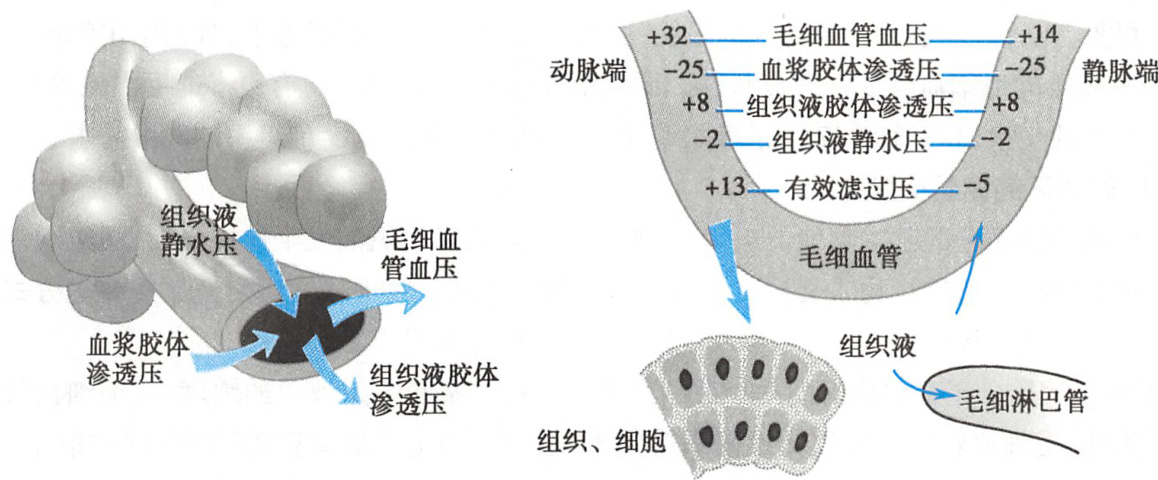 组织液
静水压
毛细血
管血压
血浆胶体
渗透压
组织液胶体
渗透压
+32 毛细血管血压 +14
动脉端 -25 血浆胶体渗透压 -25 静脉端
+8 组织液胶体渗透压 +8
-2 组织液静水压 -2
+13 有效滤过压 -5
毛细血管
组织液
毛细淋巴管
组织、细胞